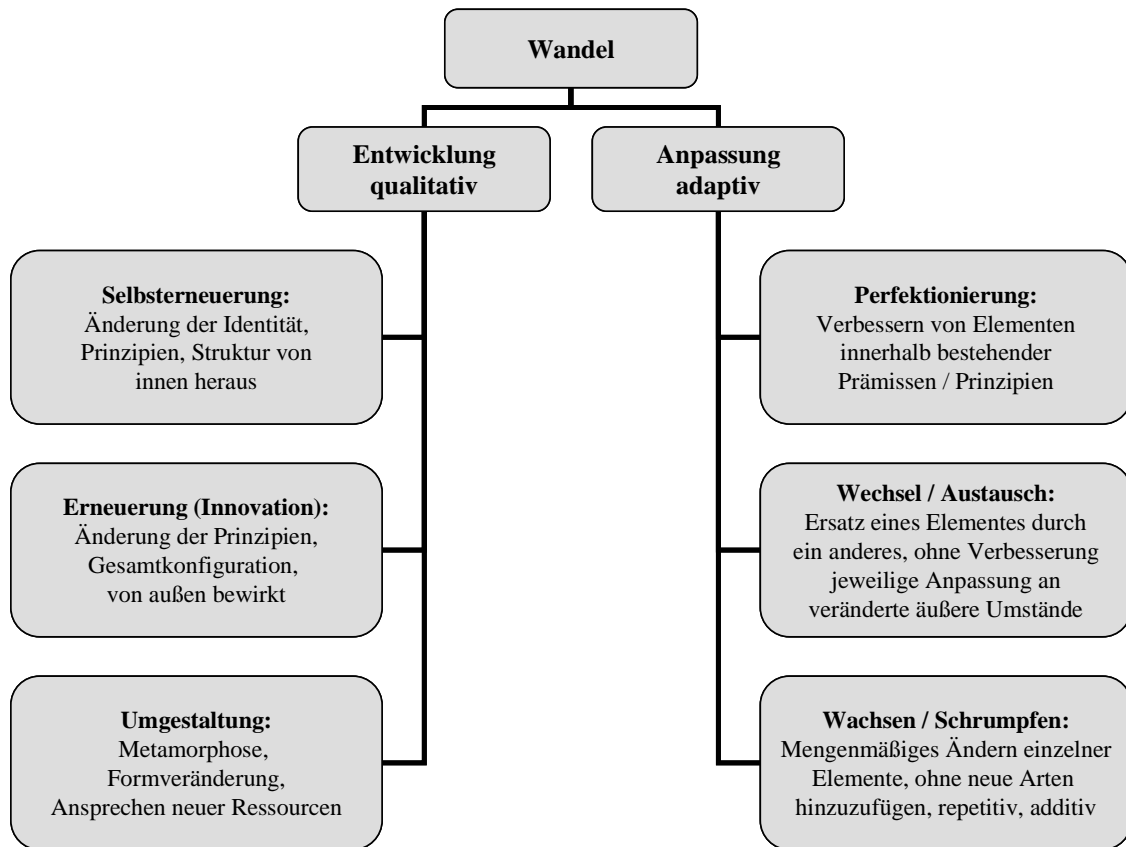 Wandel
Entwicklung
qualitativ
Anpassung
adaptiv
Selbsterneuerung:
Änderung der Identität,
Prinzipien, Struktur von
innen heraus
Perfektionierung:
Verbessern von Elementen
innerhalb bestehender
Prämissen / Prinzipien
Erneuerung (Innovation):
Änderung der Prinzipien,
Gesamtkonfiguration,
von außen bewirkt
Wechsel / Austausch:
Ersatz eines Elementes durch
ein anderes, ohne Verbesserung
jeweilige Anpassung an
veränderte äußere Umstände
Umgestaltung:
Metamorphose,
Formveränderung,
Ansprechen neuer Ressourcen
Wachsen / Schrumpfen:
Mengenmäßiges Ändern einzelner
Elemente, ohne neue Arten
hinzuzufügen, repetitiv, additiv